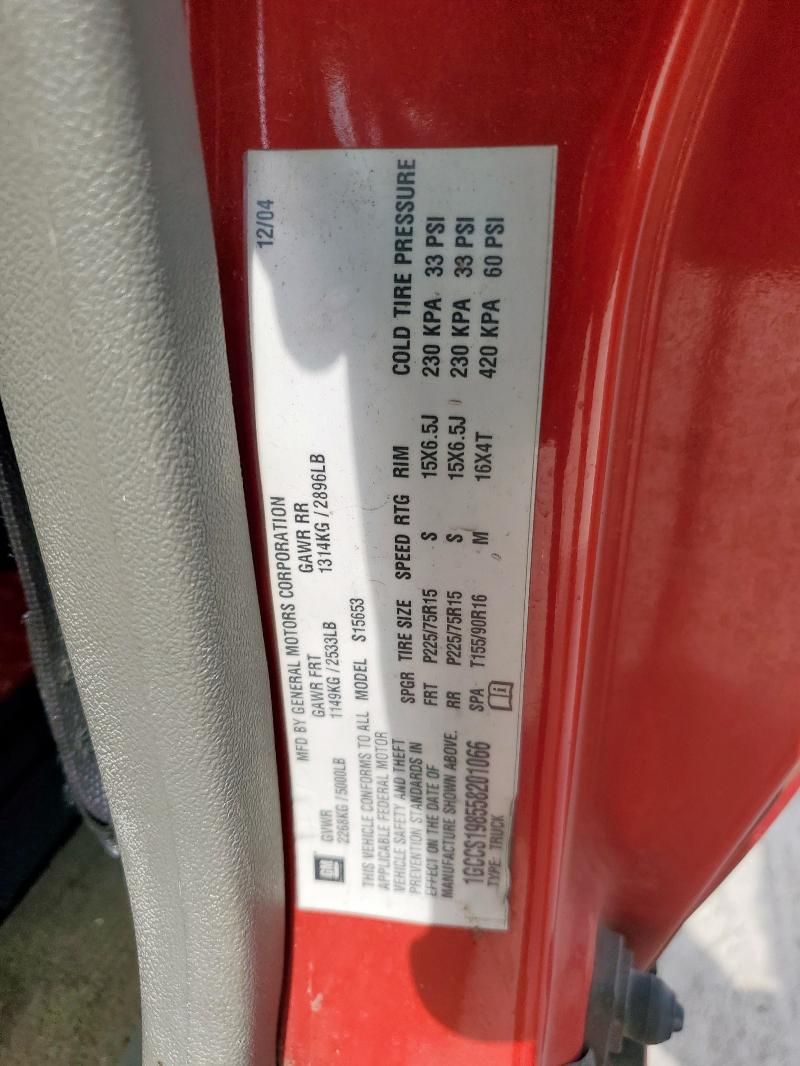 12/04
MFD BY GENERAL MOTORS CORPORATION
GM
GVWR GAWR FRT GAWR RR
2268KG/5000LB 1149KG/2533LB 1314KG/2896LB
THIS VEHICLE CONFORMS TO ALL
APPLICABLE FEDERAL MOTOR
VEHICLE SAFETY AND THEFT
PREVENTION STANDARDS IN
EFFECT ON THE DATE OF
MANUFACTURE SHOWN ABOVE.
1GCCS198558201066
TYPE: TRUCK
MODEL S15653
SPGR TIRE SIZE SPEED RTG RIM COLD TIRE PRESSURE
FRT P225/75R15 S 15X6.5J 230 KPA 33 PSI
RR P225/75R15 S 15X6.5J 230 KPA 33 PSI
SPA T155/90R16 M 16X4T 420 KPA 60 PSI